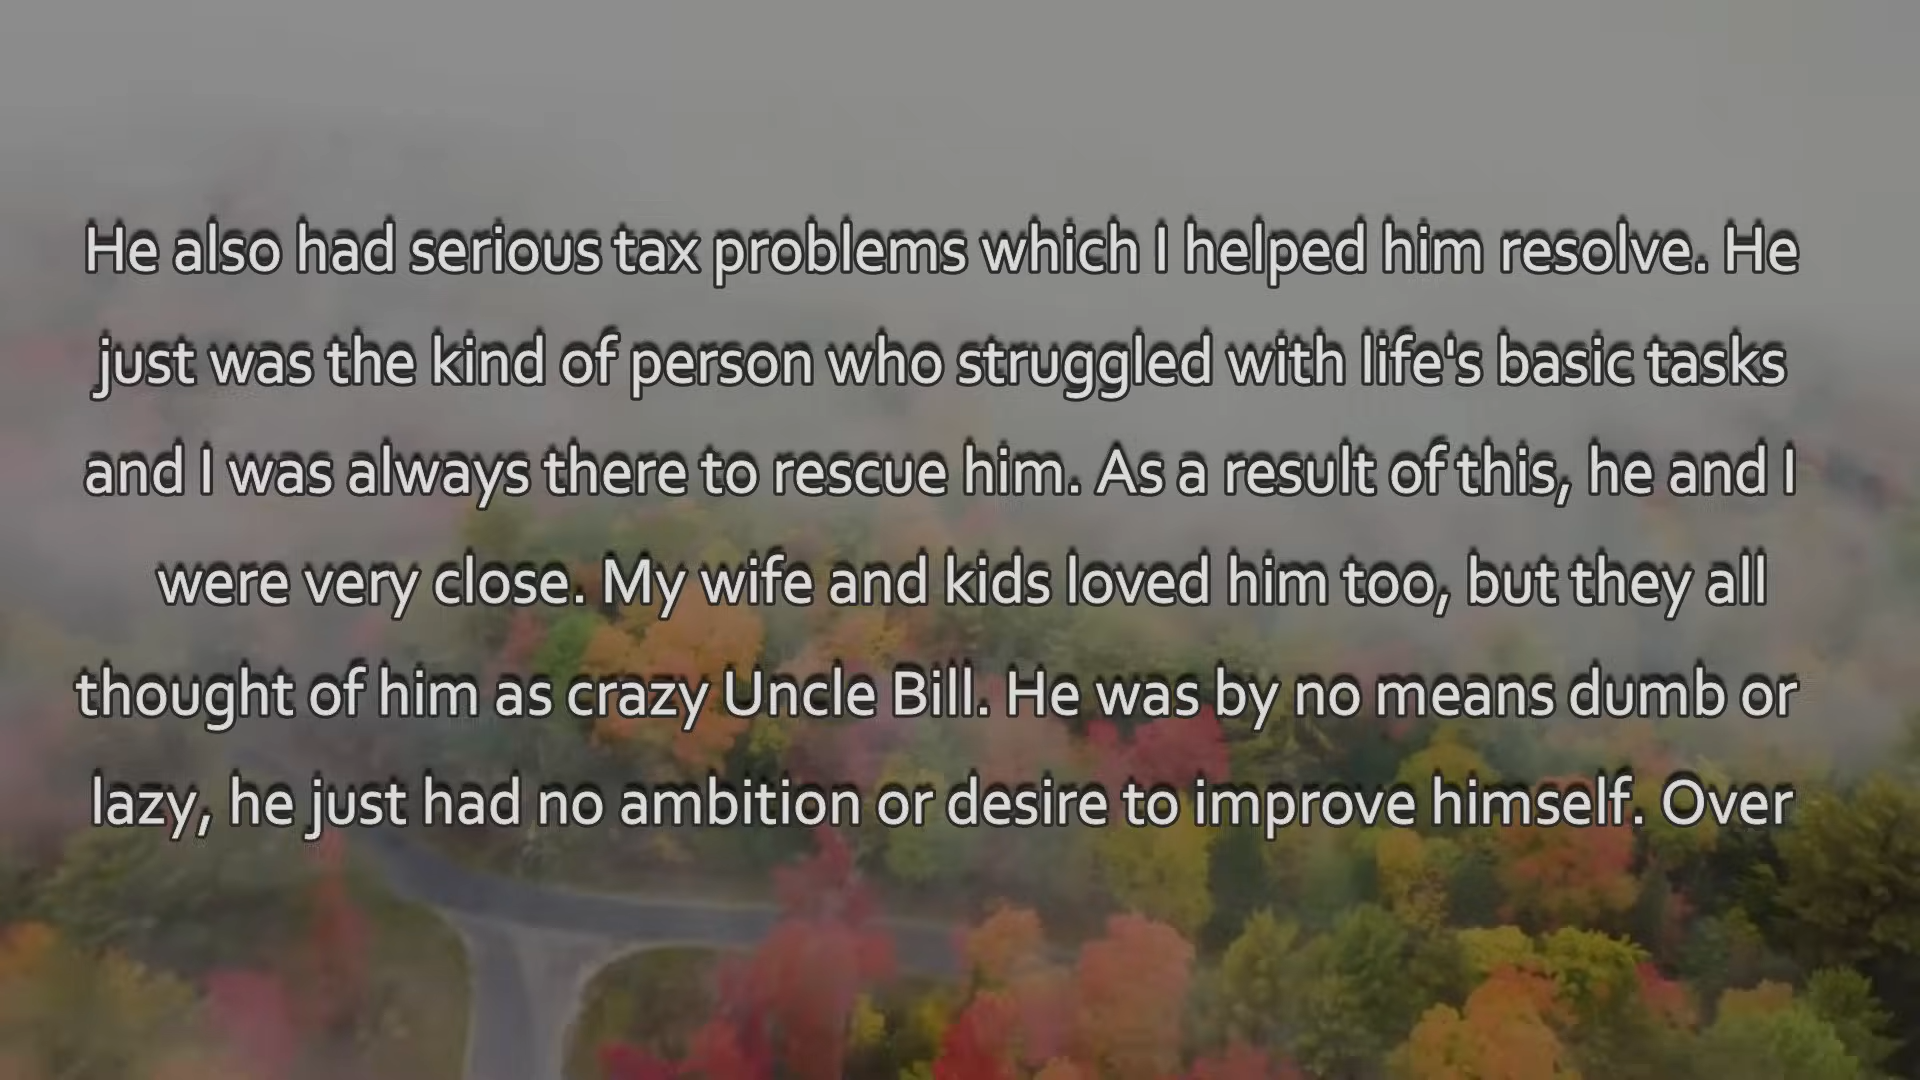 He also had serious tax problems which I helped him resolve. He
just was the kind of person who struggled with life's basic tasks
and I was always there to rescue him. As a result of this, he and I
were very close. My wife and kids loved him too, but they all
thought of him as crazy Uncle Bill. He was by no means dumb or
lazy, he just had no ambition or desire to improve himself. Over